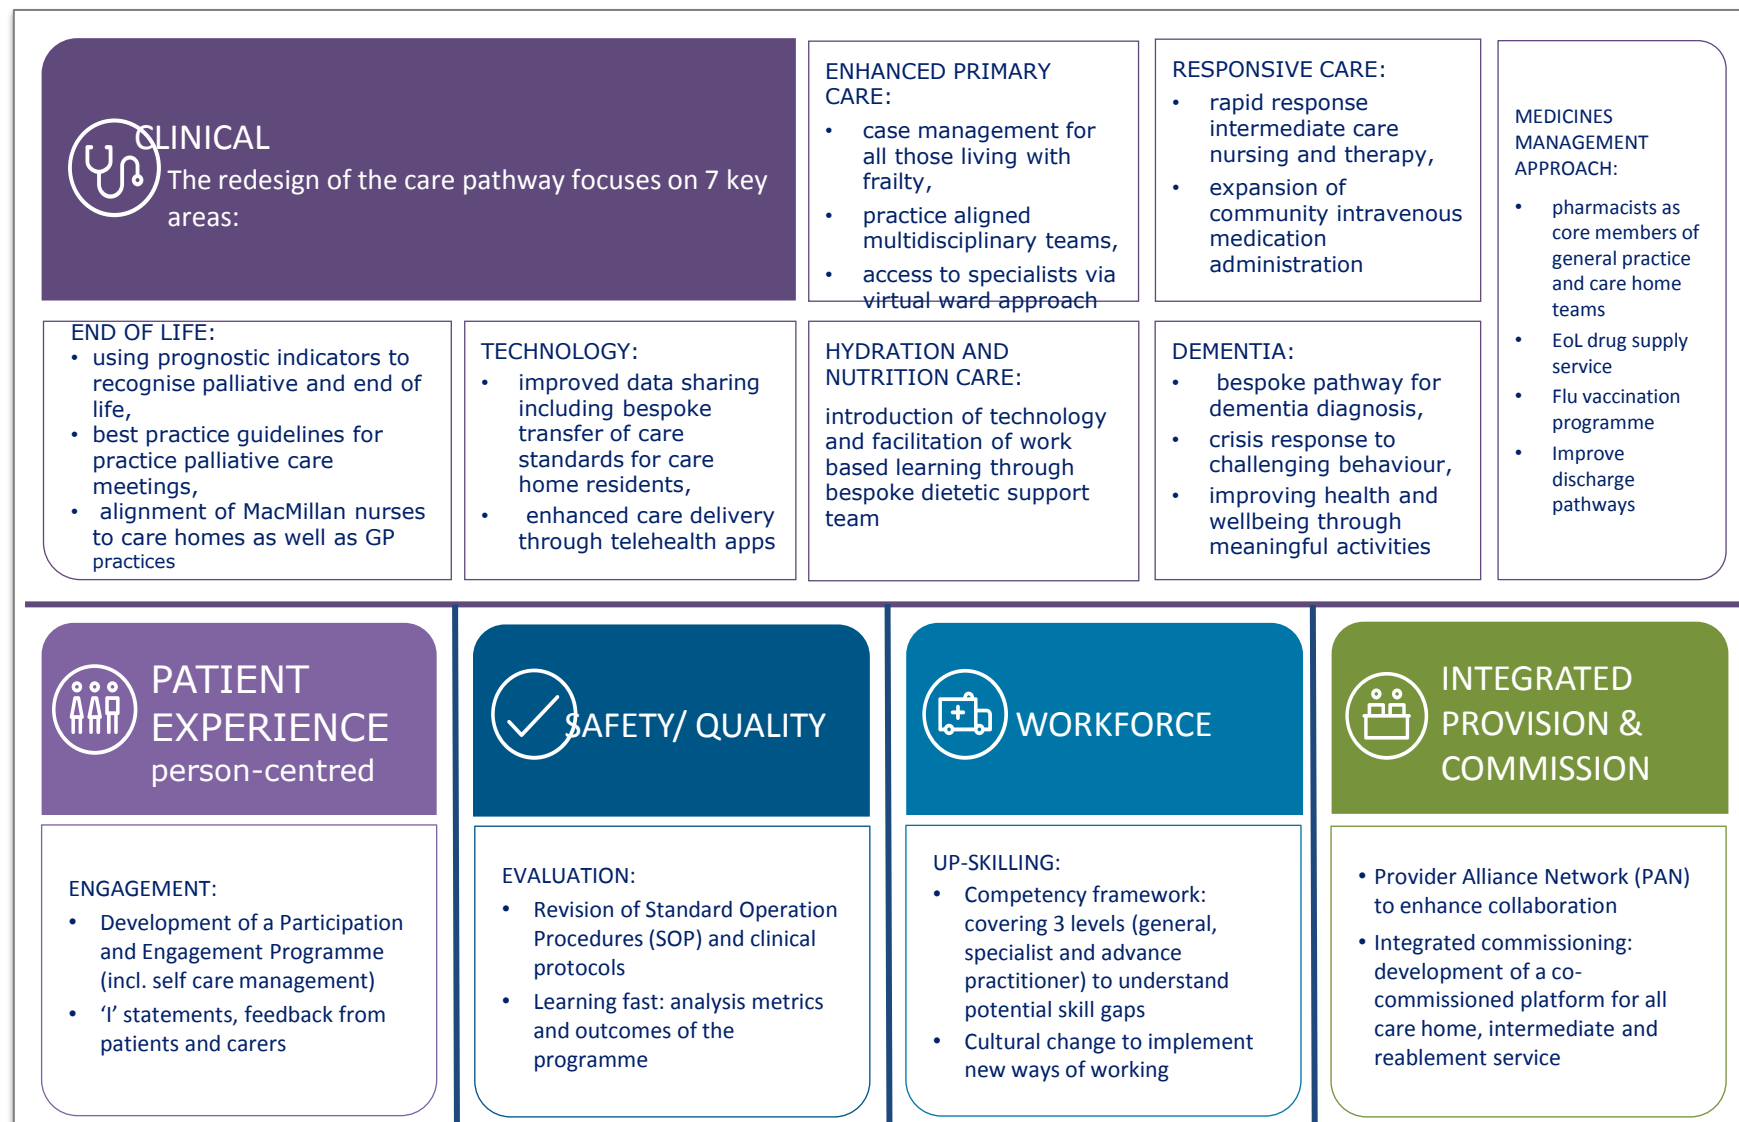 CLINICAL
The redesign of the care pathway focuses on 7 key
areas:
ENHANCED PRIMARY
CARE:
• case management for
all those living with
frailty,
• practice aligned
multidisciplinary teams,
• access to specialists via
virtual ward approach
RESPONSIVE CARE:
• rapid response
intermediate care
nursing and therapy,
• expansion of
community intravenous
medication
administration
MEDICINES
MANAGEMENT
APPROACH:
• pharmacists as
core members of
general practice
and care home
teams
• EoL drug supply
service
• Flu vaccination
programme
• Improve
discharge
pathways
END OF LIFE:
• using prognostic indicators to
recognise palliative and end of
life,
• best practice guidelines for
practice palliative care
meetings,
• alignment of MacMillan nurses
to care homes as well as GP
practices
TECHNOLOGY:
• improved data sharing
including bespoke
transfer of care
standards for care
home residents,
• enhanced care delivery
through telehealth apps
HYDRATION AND
NUTRITION CARE:
introduction of technology
and facilitation of work
based learning through
bespoke dietetic support
team
DEMENTIA:
• bespoke pathway for
dementia diagnosis,
• crisis response to
challenging behaviour,
• improving health and
wellbeing through
meaningful activities
PATIENT
EXPERIENCE
person-centred
ENGAGEMENT:
• Development of a Participation
and Engagement Programme
(incl. self care management)
• ‘I’ statements, feedback from
patients and carers
SAFETY/ QUALITY
EVALUATION:
• Revision of Standard Operation
Procedures (SOP) and clinical
protocols
• Learning fast: analysis metrics
and outcomes of the
programme
WORKFORCE
UP-SKILLING:
• Competency framework:
covering 3 levels (general,
specialist and advance
practitioner) to understand
potential skill gaps
• Cultural change to implement
new ways of working
INTEGRATED
PROVISION &
COMMISSION
• Provider Alliance Network (PAN)
to enhance collaboration
• Integrated commissioning:
development of a co-
commissioned platform for all
care home, intermediate and
reablement service